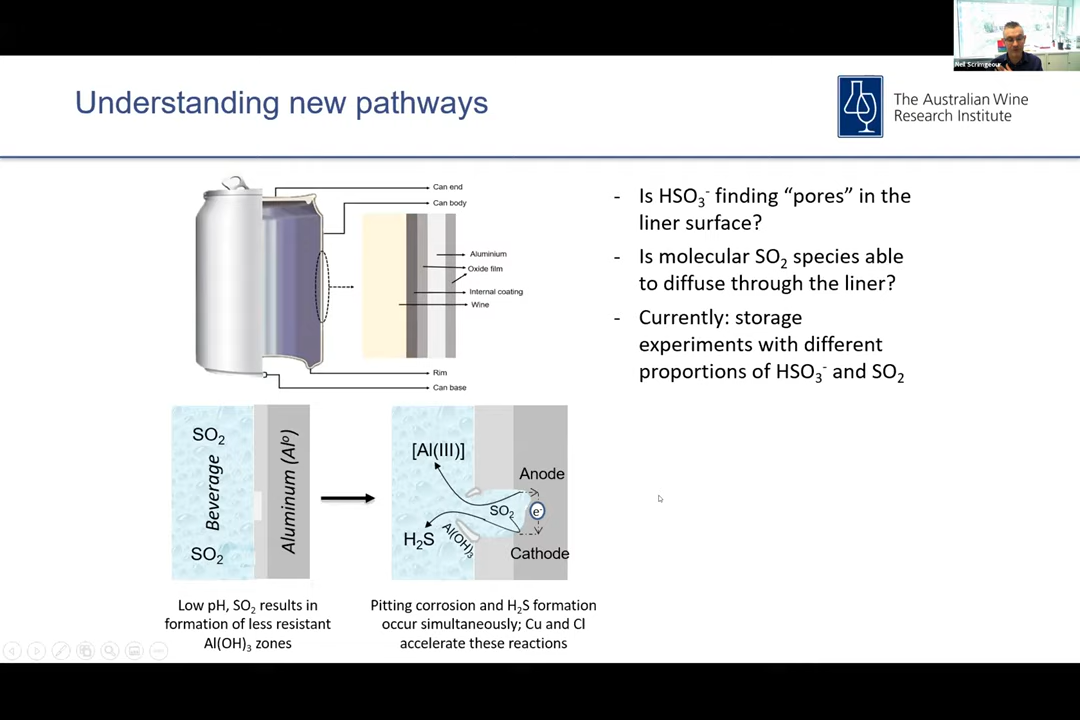 Neil Scrimgeour
Understanding new pathways
The Australian Wine
Research Institute
Can end
Can body
Aluminium
Oxide film
Internal coating
Wine
Rim
Can base
- Is HSO₃⁻ finding “pores” in the
liner surface?
- Is molecular SO₂ species able
to diffuse through the liner?
- Currently: storage
experiments with different
proportions of HSO₃⁻ and SO₂
SO₂
Beverage
SO₂
Aluminum (Al⁰)
[Al(III)]
Anode
SO₂
e⁻
H₂S
Al(OH)₃
Cathode
Low pH, SO₂ results in
formation of less resistant
Al(OH)₃ zones
Pitting corrosion and H₂S formation
occur simultaneously; Cu and Cl
accelerate these reactions